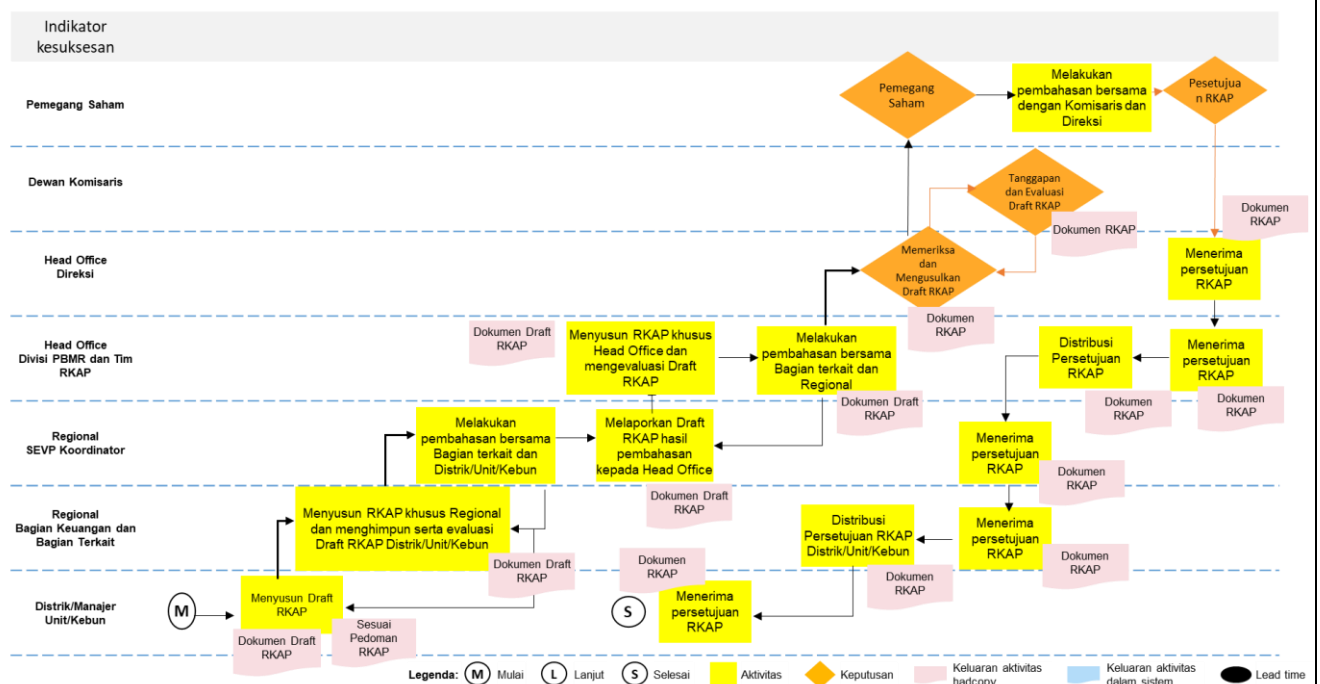 Indikator
kesuksesan
Pemegang Saham
Pemegang
Saham
Melakukan
pembahasan bersama
dengan Komisaris dan
Direksi
Pesetujua
n RKAP
Dewan Komisaris
Tanggapan
dan Evaluasi
Draft RKAP
Dokumen RKAP
Dokumen
RKAP
Head Office
Direksi
Memeriksa
dan
Mengusulkan
Draft RKAP
Dokumen
RKAP
Menerima
persetujuan
RKAP
Head Office
Divisi PBMR dan Tim
RKAP
Dokumen Draft
RKAP
Menyusun RKAP khusus
Head Office dan
mengevaluasi Draft
RKAP
Melakukan
pembahasan bersama
Bagian terkait dan
Regional
Dokumen Draft
RKAP
Distribusi
Persetujuan
RKAP
Dokumen
RKAP
Menerima
persetujuan
RKAP
Dokumen
RKAP
Regional
SEVP Koordinator
Melakukan
pembahasan bersama
Bagian terkait dan
Distrik/Unit/Kebun
Melaporkan Draft
RKAP hasil
pembahasan
kepada Head Office
Dokumen Draft
RKAP
Menerima
persetujuan
RKAP
Dokumen
RKAP
Regional
Bagian Keuangan dan
Bagian Terkait
Menyusun RKAP khusus Regional
dan menghimpun serta evaluasi
Draft RKAP Distrik/Unit/Kebun
Dokumen Draft
RKAP
Distribusi
Persetujuan RKAP
Distrik/Unit/Kebun
Dokumen
RKAP
Menerima
persetujuan
RKAP
Dokumen
RKAP
Distrik/Manajer
Unit/Kebun
M
Menyusun Draft
RKAP
Dokumen Draft
RKAP
Sesuai
Pedoman
RKAP
S
Dokumen
RKAP
Menerima
persetujuan
RKAP
Legenda: M Mulai L Lanjut S Selesai Aktivitas Keputusan Keluaran aktivitas hadcopy Keluaran aktivitas dalam sistem Lead time